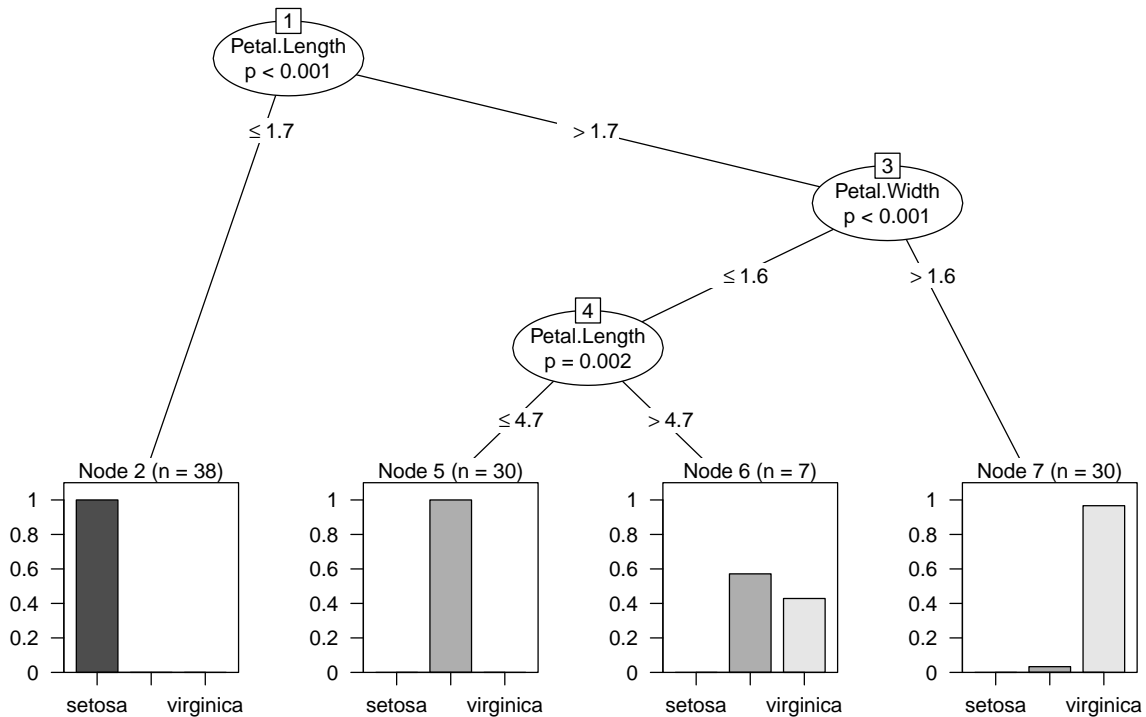 1
Petal.Length
p < 0.001
≤ 1.7
> 1.7
3
Petal.Width
p < 0.001
≤ 1.6
> 1.6
4
Petal.Length
p = 0.002
≤ 4.7
> 4.7
Node 2 (n = 38)
1
0.8
0.6
0.4
0.2
0
setosa virginica
Node 5 (n = 30)
1
0.8
0.6
0.4
0.2
0
setosa virginica
Node 6 (n = 7)
1
0.8
0.6
0.4
0.2
0
setosa virginica
Node 7 (n = 30)
1
0.8
0.6
0.4
0.2
0
setosa virginica